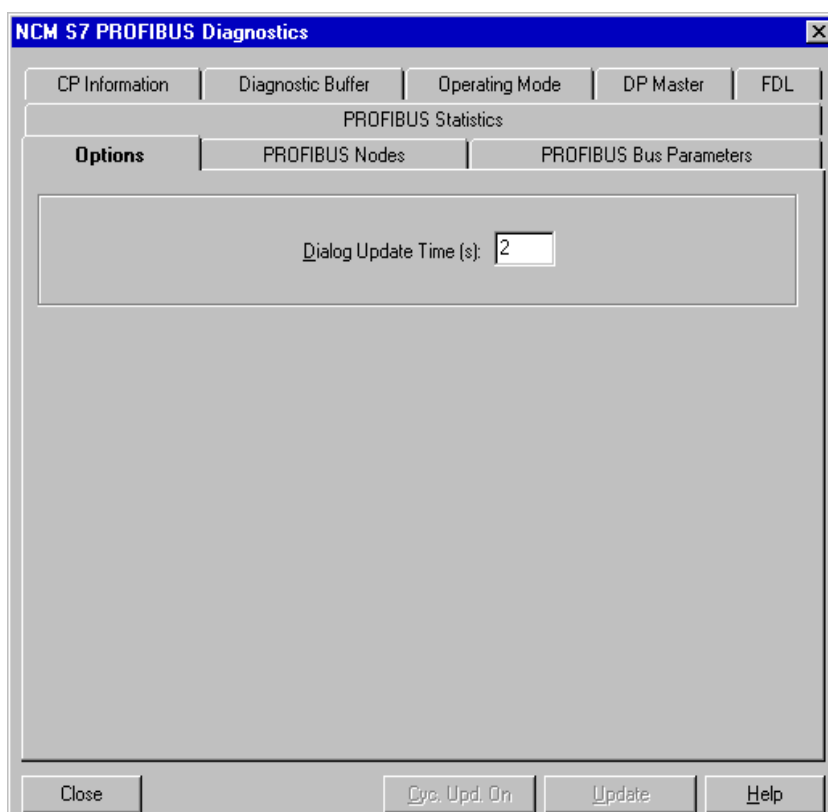 NCM S7 PROFIBUS Diagnostics
CP Information Diagnostic Buffer Operating Mode DP Master FDL
PROFIBUS Statistics
Options PROFIBUS Nodes PROFIBUS Bus Parameters
Dialog Update Time (s): 2
Close Cyc. Upd. On Update Help